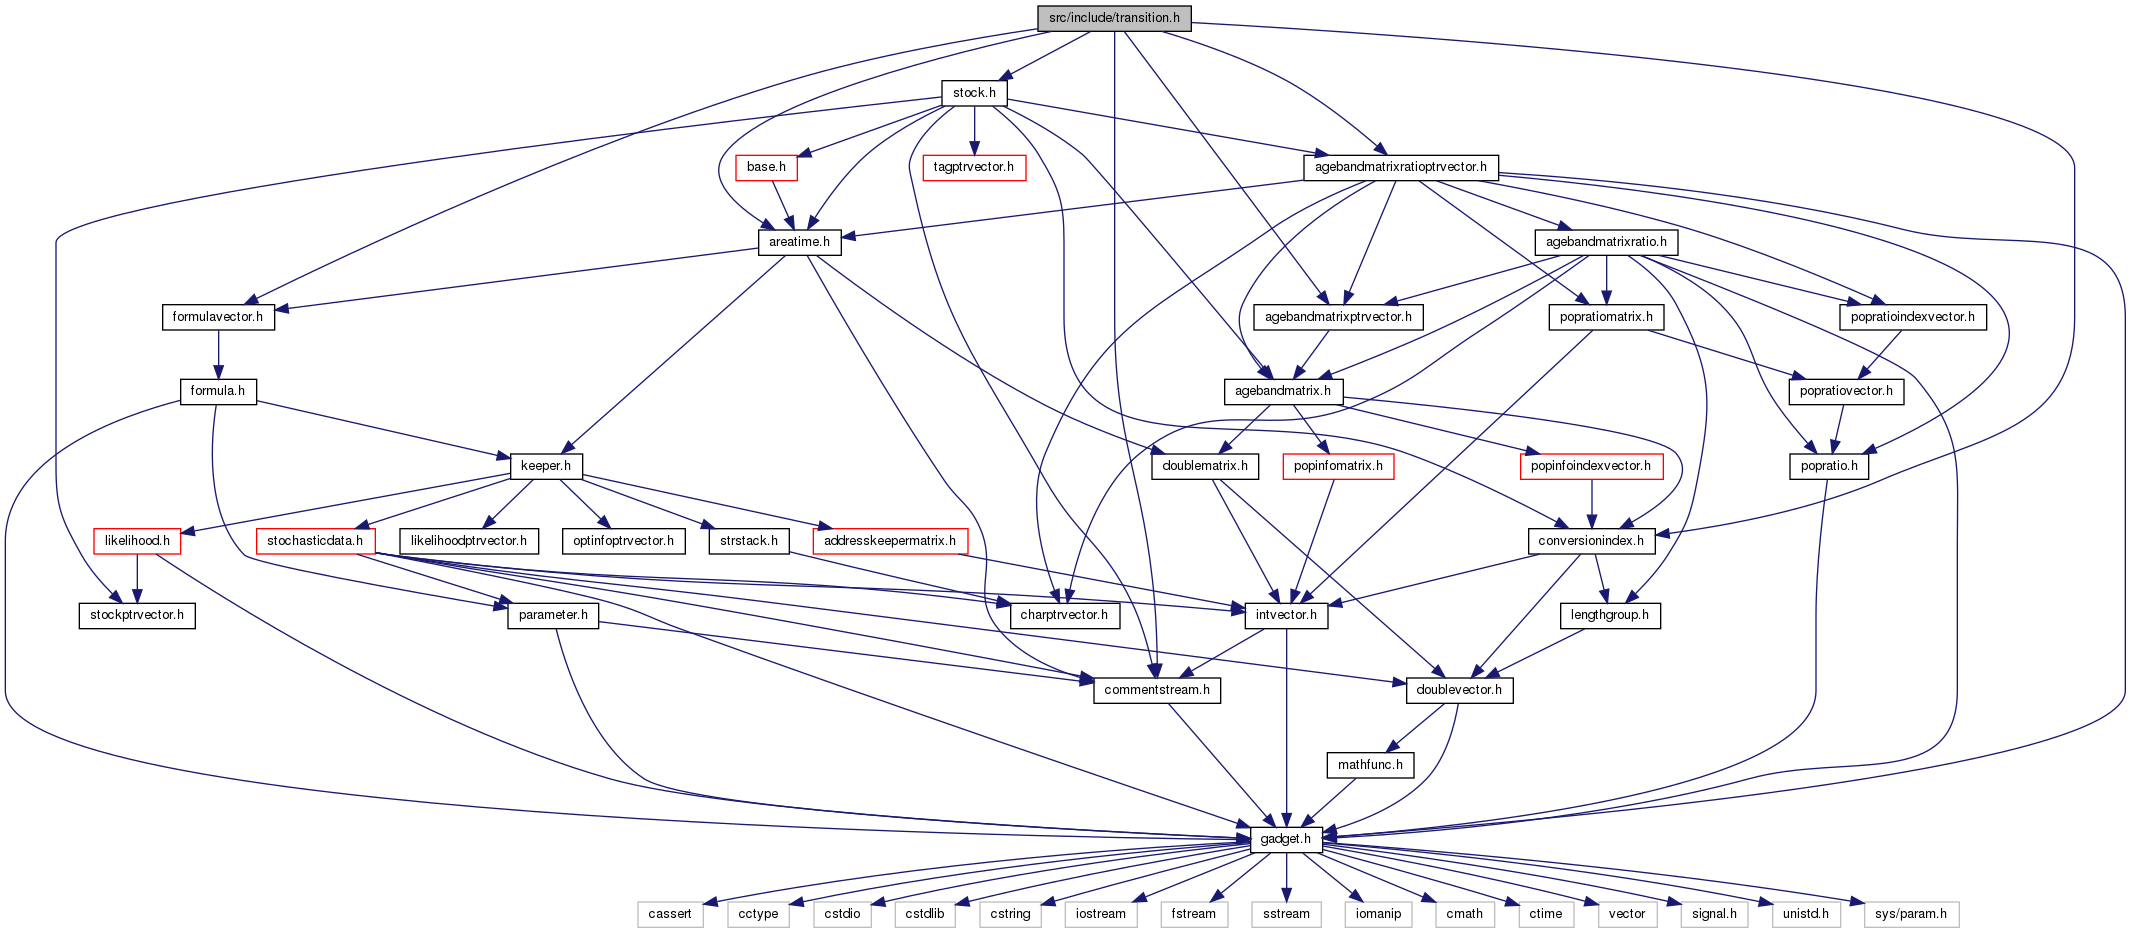 src/include/transition.h
stock.h
base.h
tagptrvector.h
agebandmatrixratioptrvector.h
areatime.h
agebandmatrixratio.h
formulavector.h
agebandmatrixptrvector.h
popratiomatrix.h
popratioindexvector.h
formula.h
agebandmatrix.h
popratiovector.h
keeper.h
doublematrix.h
popinfomatrix.h
popinfoindexvector.h
popratio.h
likelihood.h
stochasticdata.h
likelihoodptrvector.h
optinfoptrvector.h
strstack.h
addresskeepermatrix.h
conversionindex.h
stockptrvector.h
parameter.h
charptrvector.h
intvector.h
lengthgroup.h
commentstream.h
doublevector.h
mathfunc.h
gadget.h
cassert
cctype
cstdio
cstdlib
cstring
iostream
fstream
sstream
iomanip
cmath
ctime
vector
signal.h
unistd.h
sys/param.h